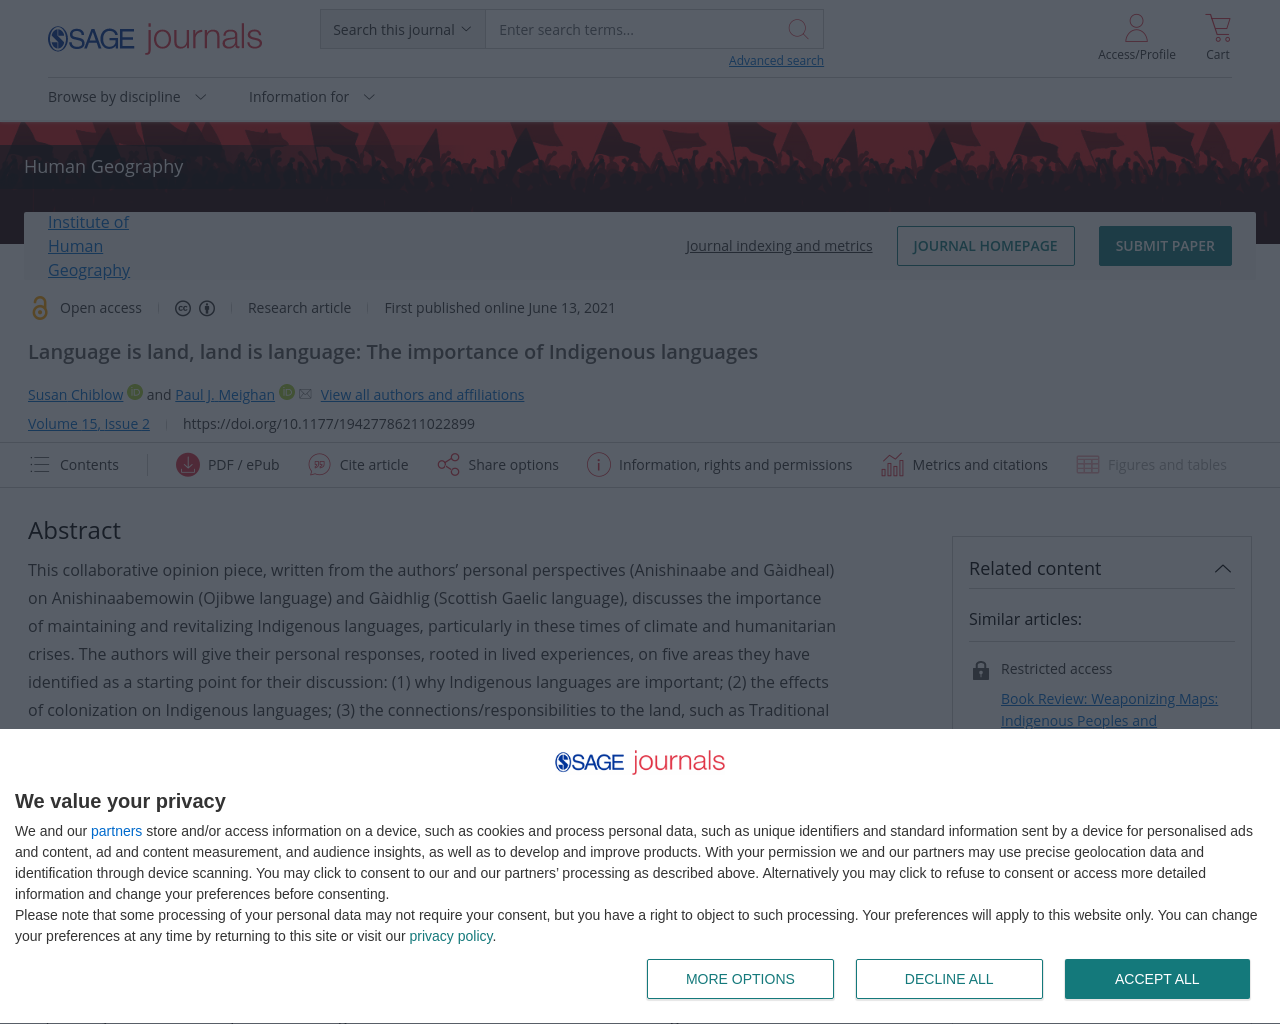 SAGE journals
Search this journal
Enter search terms...
Advanced search
Access/Profile
Cart
Browse by discipline
Information for
Human Geography
Institute of
Human
Geography
Journal indexing and metrics
JOURNAL HOMEPAGE
SUBMIT PAPER
Open access
Research article
First published online June 13, 2021
Language is land, land is language: The importance of Indigenous languages
Susan Chiblow iD and Paul J. Meighan iD View all authors and affiliations
Volume 15, Issue 2
https://doi.org/10.1177/19427786211022899
Contents
PDF / ePub
Cite article
Share options
Information, rights and permissions
Metrics and citations
Figures and tables
Abstract
This collaborative opinion piece, written from the authors’ personal perspectives (Anishinaabe and Gàidheal)
on Anishinaabemowin (Ojibwe language) and Gàidhlig (Scottish Gaelic language), discusses the importance
of maintaining and revitalizing Indigenous languages, particularly in these times of climate and humanitarian
crises. The authors will give their personal responses, rooted in lived experiences, on five areas they have
identified as a starting point for their discussion: (1) why Indigenous languages are important; (2) the effects
of colonization on Indigenous languages; (3) the connections/responsibilities to the land, such as Traditional
Related content
Similar articles:
Restricted access
Book Review: Weaponizing Maps:
Indigenous Peoples and
SAGE journals
We value your privacy
We and our partners store and/or access information on a device, such as cookies and process personal data, such as unique identifiers and standard information sent by a device for personalised ads
and content, ad and content measurement, and audience insights, as well as to develop and improve products. With your permission we and our partners may use precise geolocation data and
identification through device scanning. You may click to consent to our and our partners’ processing as described above. Alternatively you may click to refuse to consent or access more detailed
information and change your preferences before consenting.
Please note that some processing of your personal data may not require your consent, but you have a right to object to such processing. Your preferences will apply to this website only. You can change
your preferences at any time by returning to this site or visit our privacy policy.
MORE OPTIONS
DECLINE ALL
ACCEPT ALL